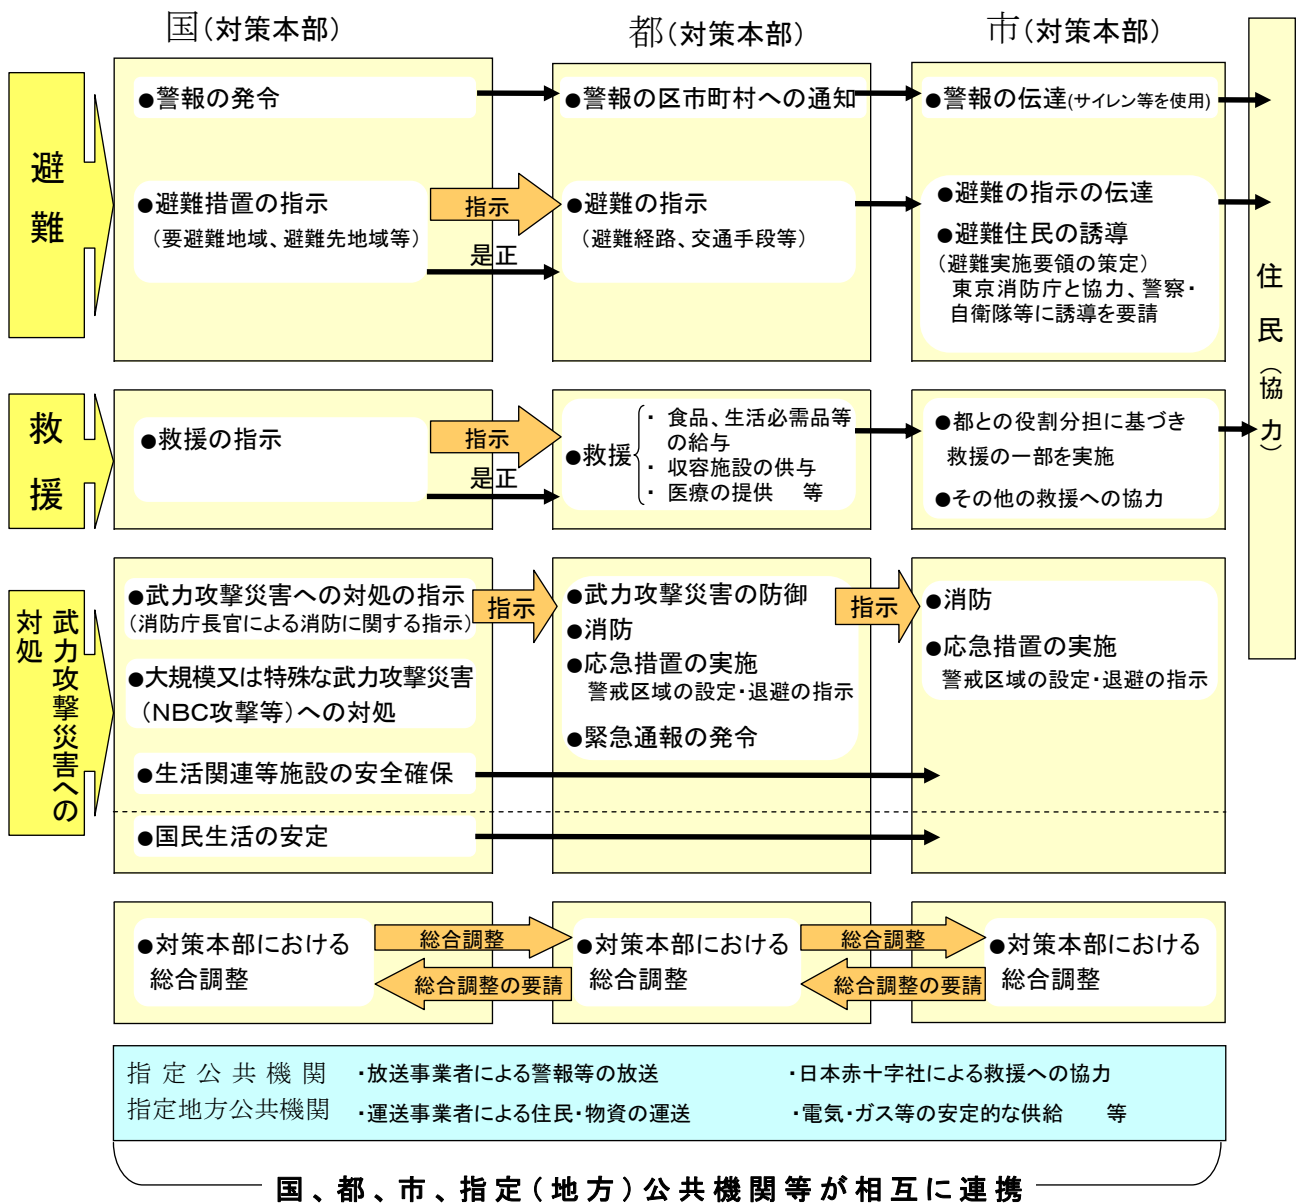 国(対策本部)
都(対策本部)
市(対策本部)
避難
●警報の発令
●警報の区市町村への通知
●警報の伝達(サイレン等を使用)
●避難措置の指示
(要避難地域、避難先地域等)
指示
是正
●避難の指示
(避難経路、交通手段等)
●避難の指示の伝達
●避難住民の誘導
(避難実施要領の策定)
東京消防庁と協力、警察・
自衛隊等に誘導を要請
住民(協力)
救援
●救援の指示
指示
是正
●救援
・ 食品、生活必需品等
の給与
・ 収容施設の供与
・ 医療の提供 等
●都との役割分担に基づき
救援の一部を実施
●その他の救援への協力
武力攻撃災害への
対処
●武力攻撃災害への対処の指示
(消防庁長官による消防に関する指示)
●大規模又は特殊な武力攻撃災害
(NBC攻撃等)への対処
●生活関連等施設の安全確保
●国民生活の安定
指示
●武力攻撃災害の防御
●消防
●応急措置の実施
警戒区域の設定・退避の指示
●緊急通報の発令
指示
●消防
●応急措置の実施
警戒区域の設定・退避の指示
●対策本部における
総合調整
総合調整
総合調整の要請
●対策本部における
総合調整
総合調整
総合調整の要請
●対策本部における
総合調整
指定公共機関
・放送事業者による警報等の放送
・日本赤十字社による救援への協力
指定地方公共機関
・運送事業者による住民・物資の運送
・電気・ガス等の安定的な供給 等
国、都、市、指定(地方)公共機関等が相互に連携